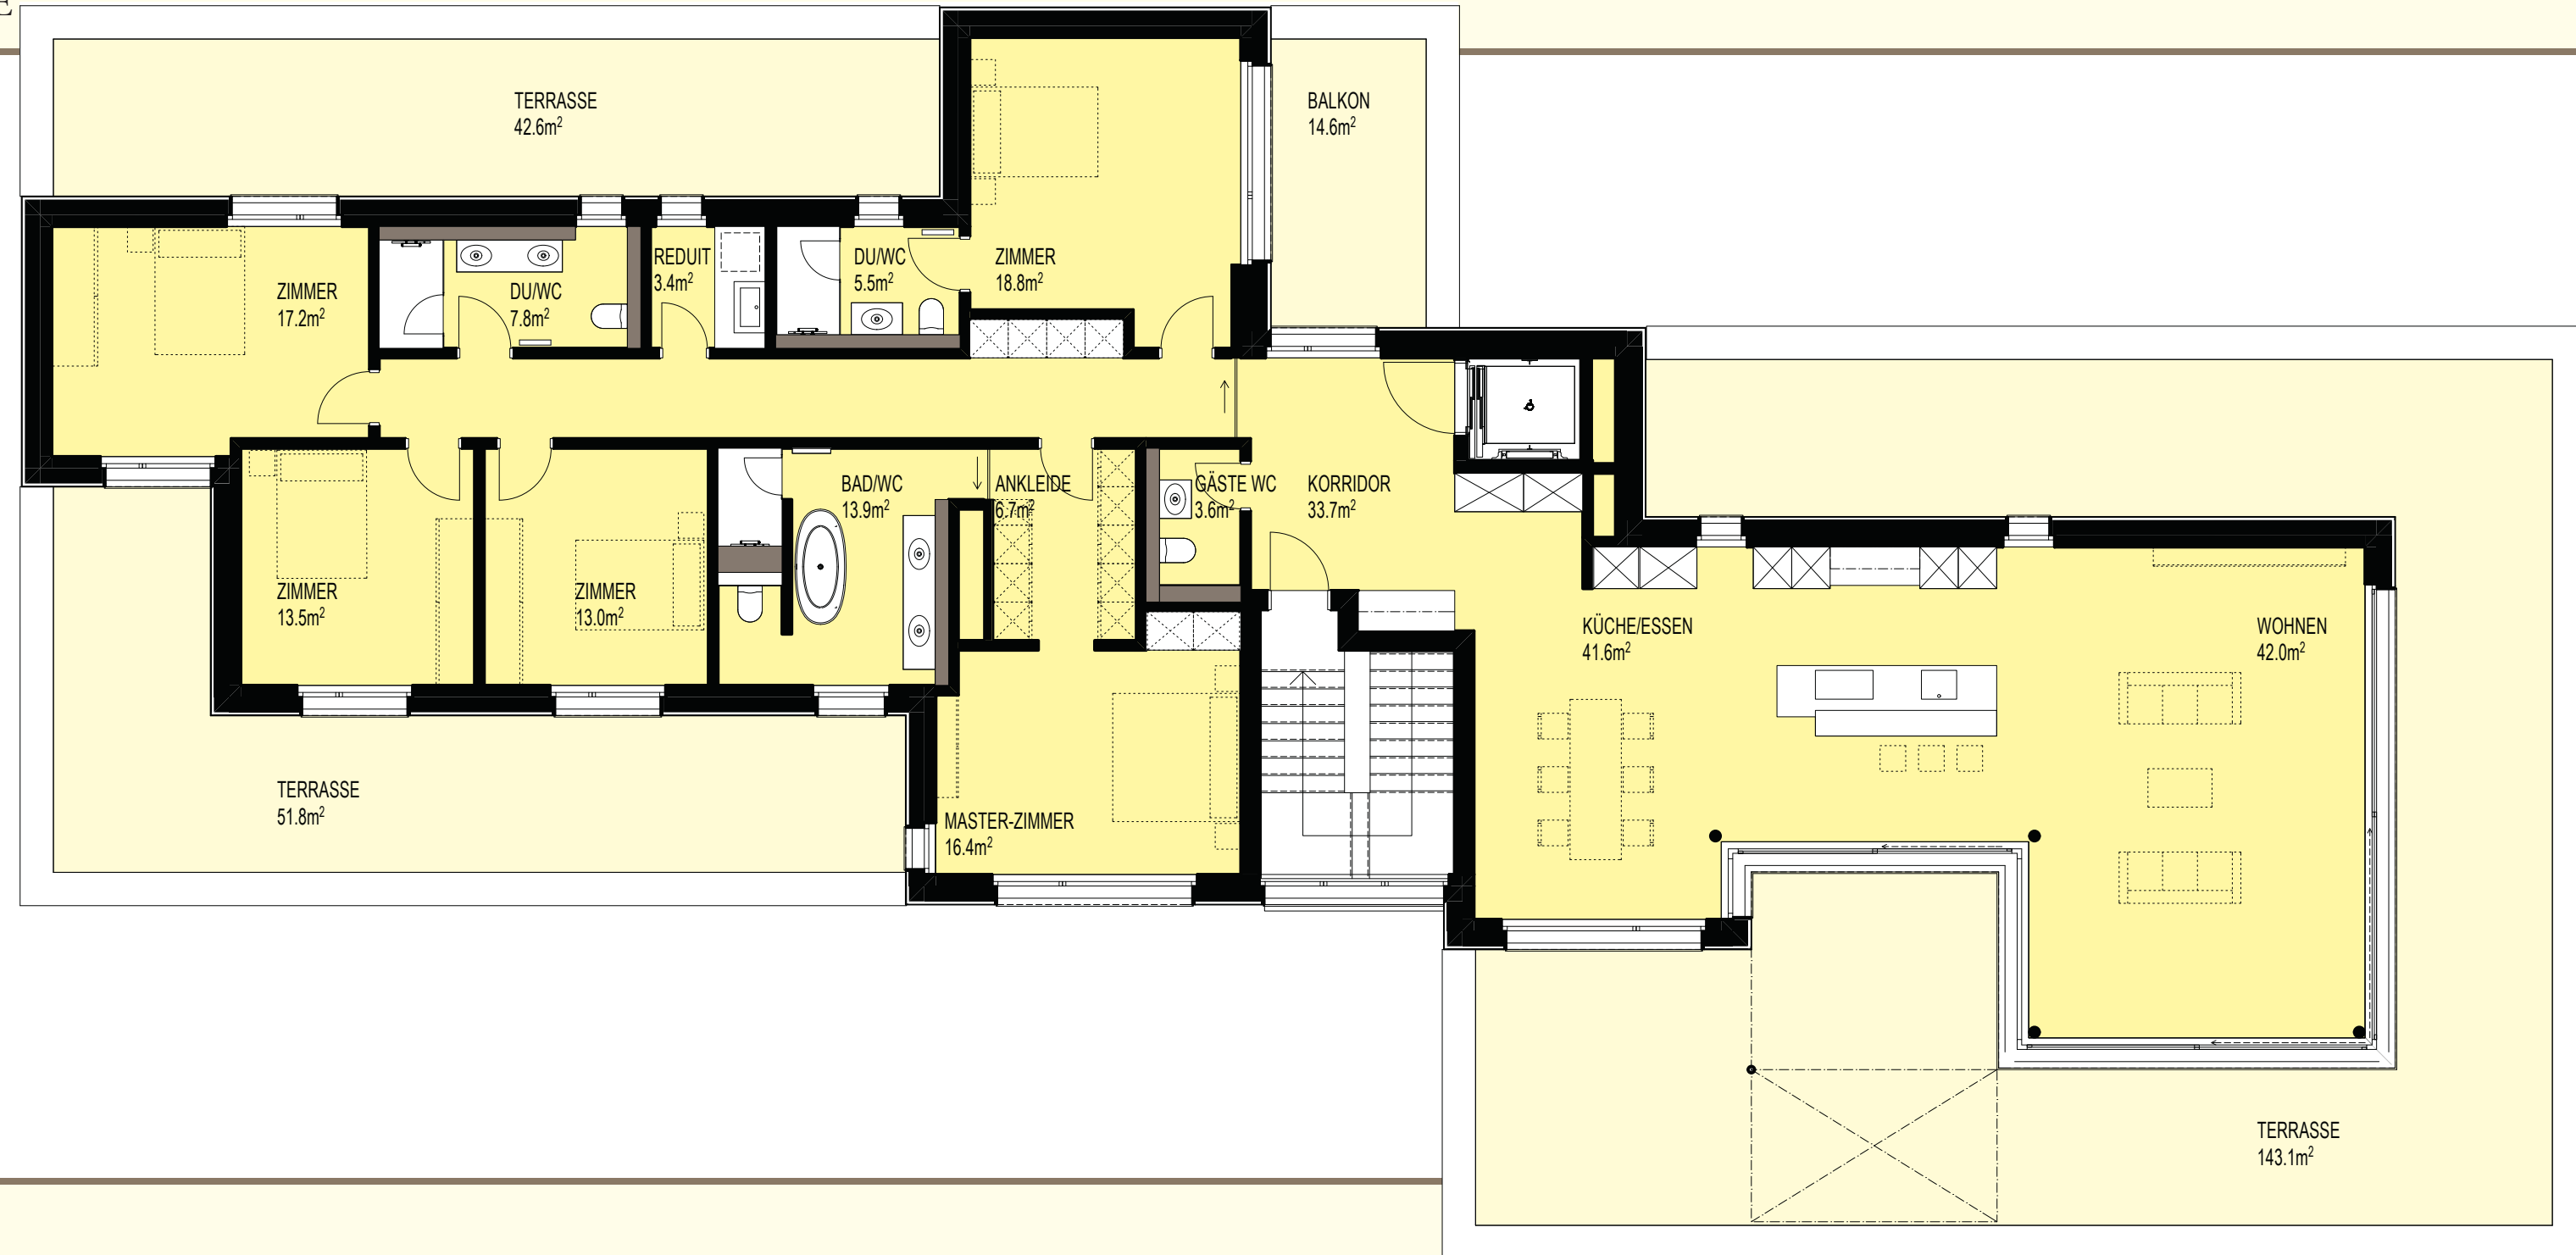 TERRASSE
42.6m²
BALKON
14.6m²
ZIMMER
17.2m²
DU/WC
7.8m²
REDUIT
3.4m²
DU/WC
5.5m²
ZIMMER
18.8m²
ZIMMER
13.5m²
ZIMMER
13.0m²
BAD/WC
13.9m²
ANKLEIDE
6.7m²
GÄSTE WC
3.6m²
KORRIDOR
33.7m²
KÜCHE/ESSEN
41.6m²
WOHNEN
42.0m²
TERRASSE
51.8m²
MASTER-ZIMMER
16.4m²
TERRASSE
143.1m²